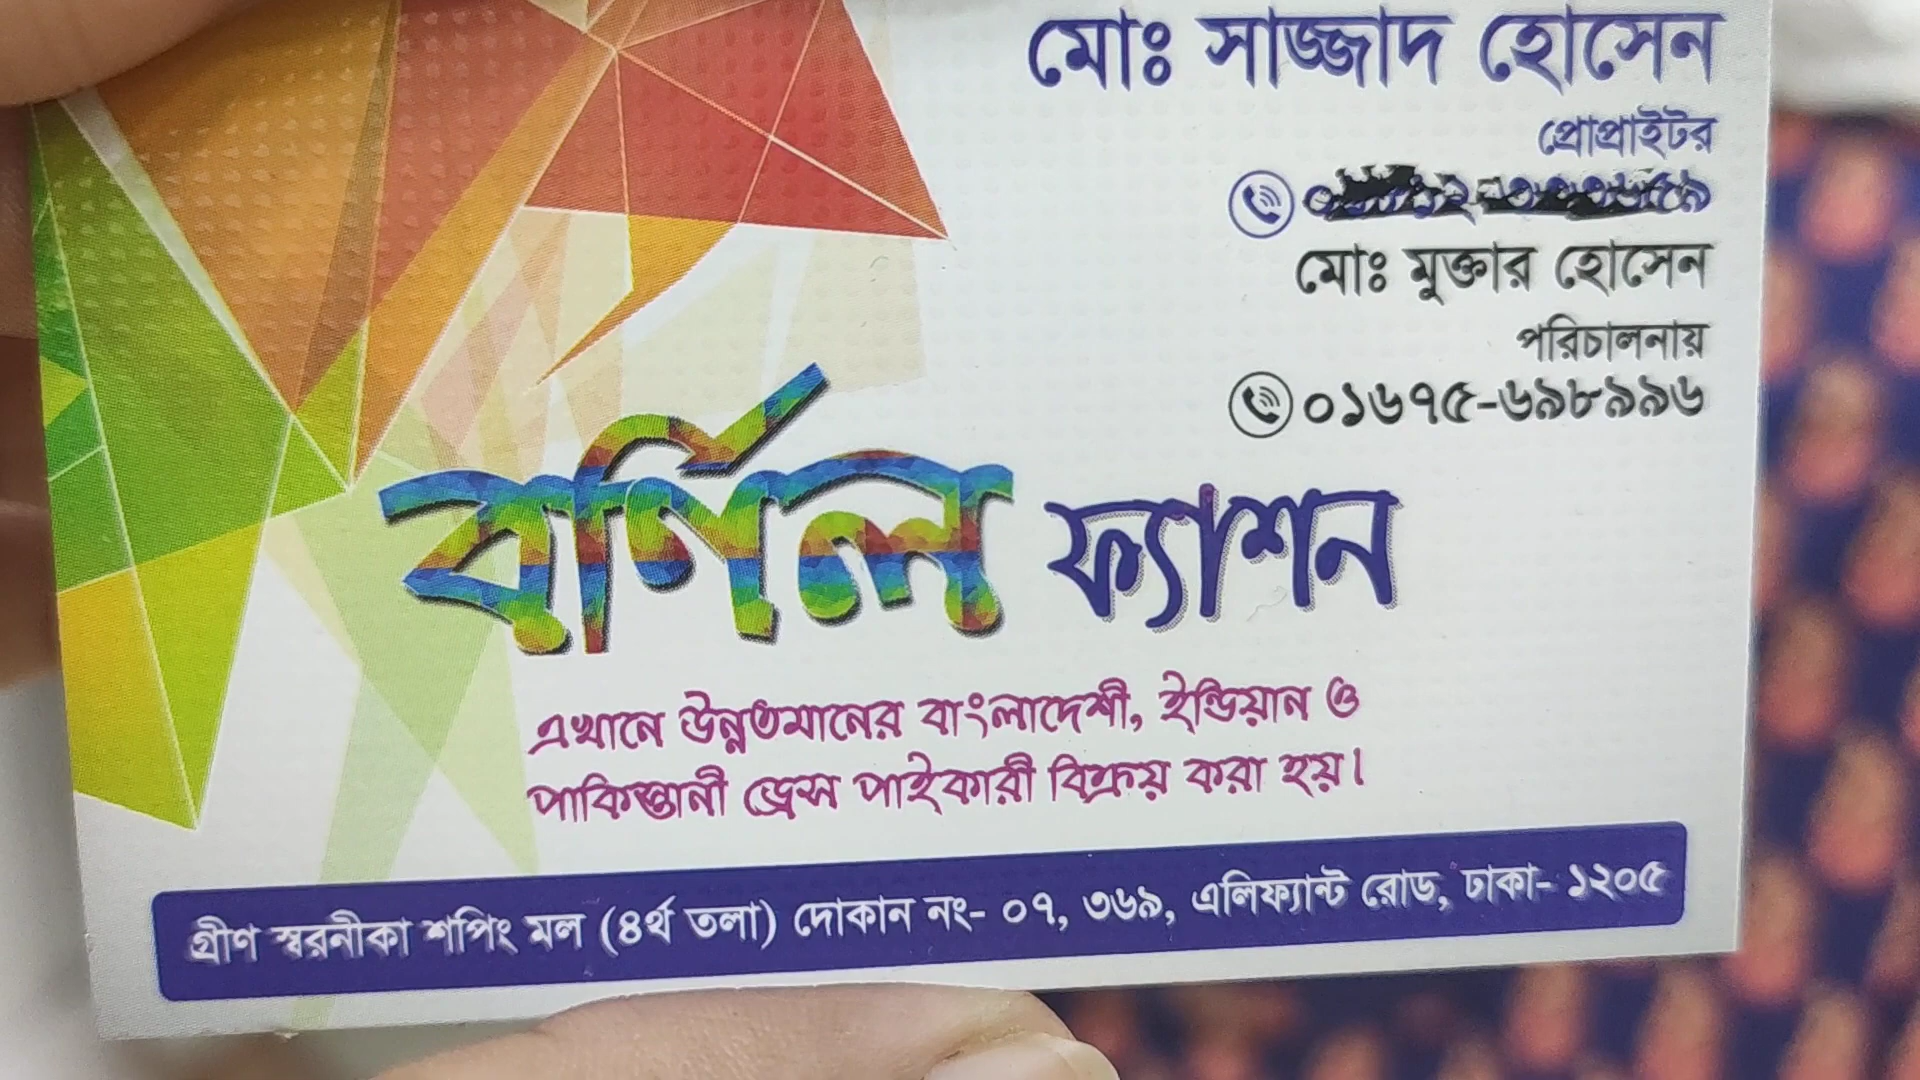 মোঃ সাজ্জাদ হোসেন
প্রোপ্রাইটর
মোঃ মুক্তার হোসেন
পরিচালনায়
০১৬৭৫-৬৯৮৯৯৬
বর্ণিল ফ্যাশন
এখানে উন্নতমানের বাংলাদেশী, ইন্ডিয়ান ও
পাকিস্তানী ড্রেস পাইকারী বিক্রয় করা হয়।
গ্রীণ স্বরনীকা শপিং মল (৪র্থ তলা) দোকান নং- ০৭, ৩৬৯, এলিফ্যান্ট রোড, ঢাকা- ১২০৫